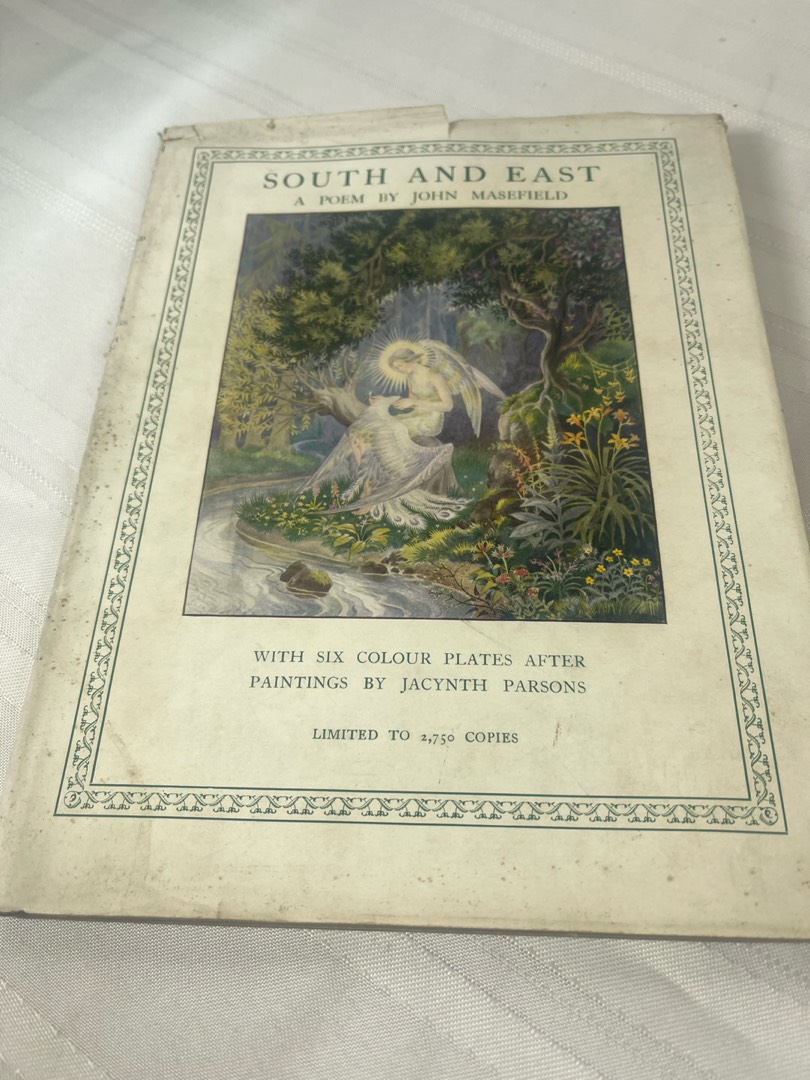 SOUTH AND EAST
A POEM BY JOHN MASEFIELD
WITH SIX COLOUR PLATES AFTER
PAINTINGS BY JACYNTH PARSONS
LIMITED TO 2,750 COPIES